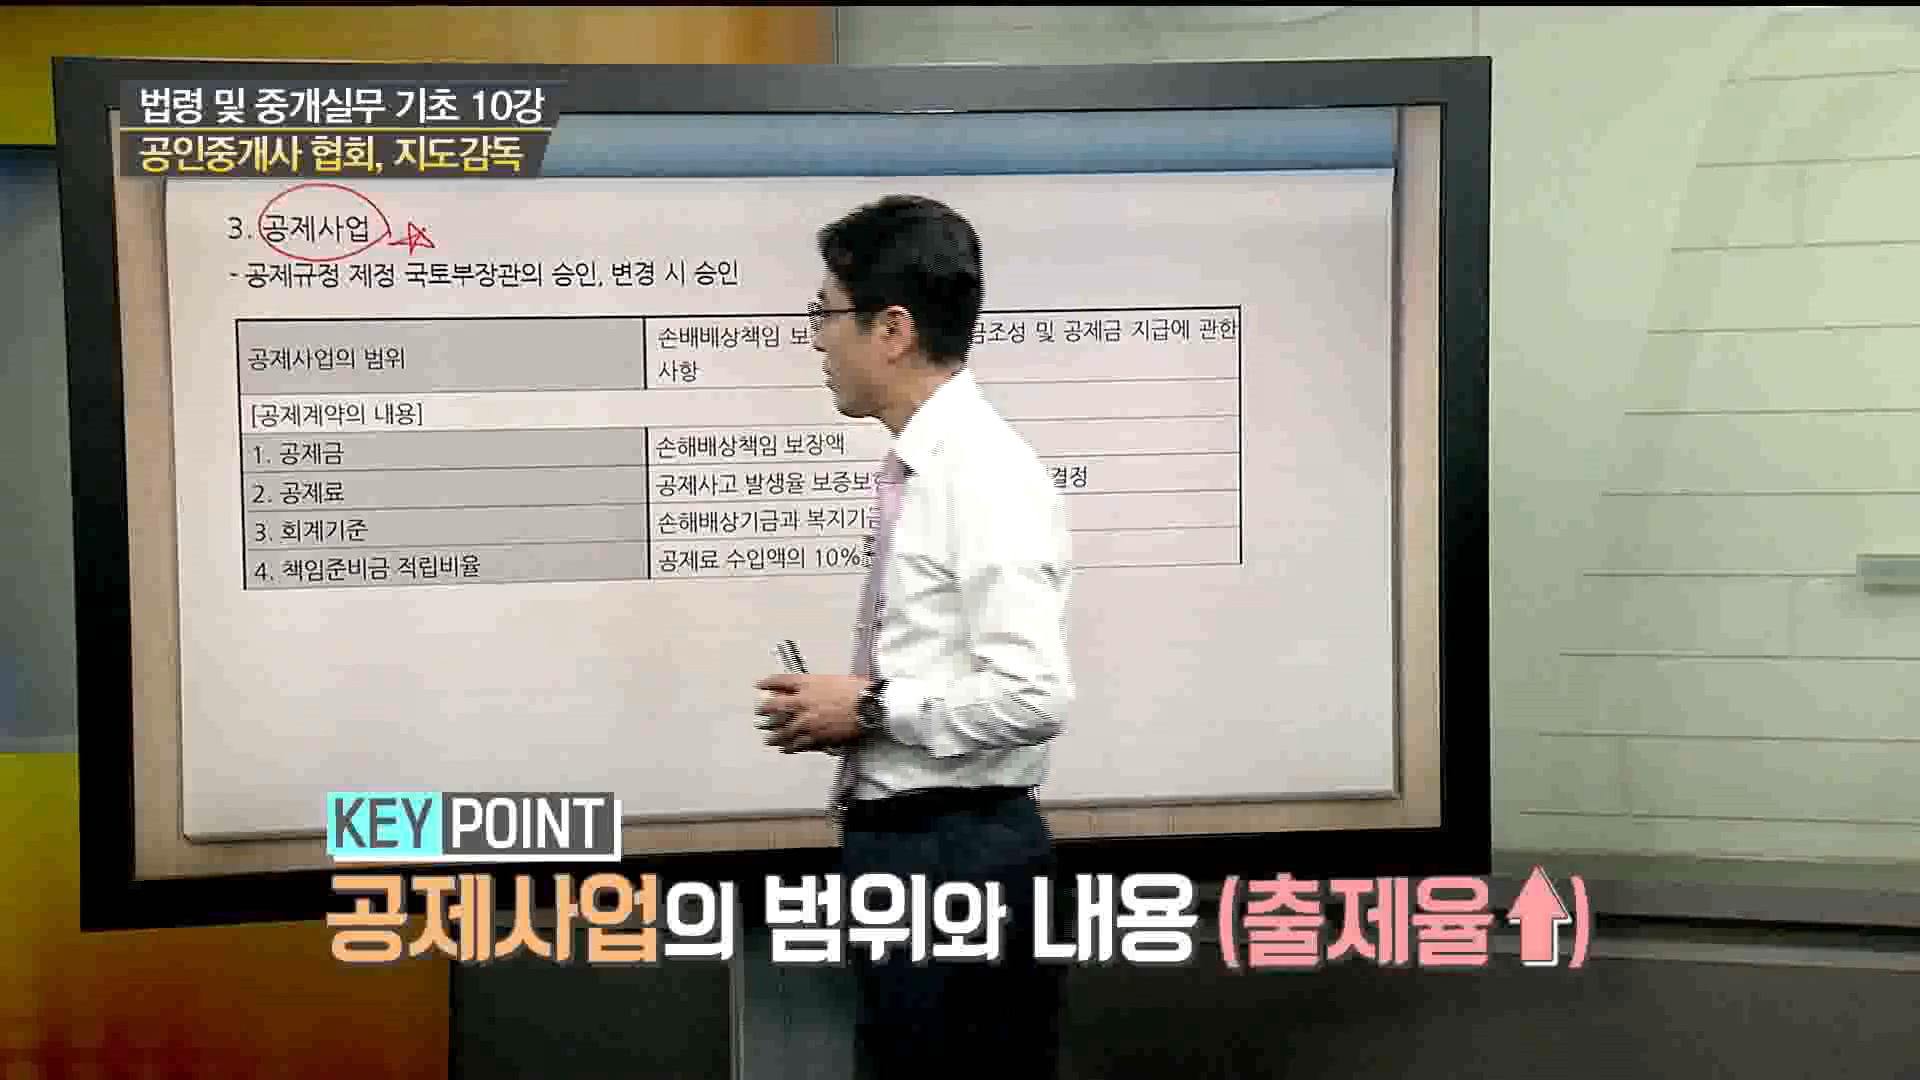 법령 및 중개실무 기초 10강
공인중개사 협회, 지도감독
3. 공제사업
- 공제규정 제정 국토부장관의 승인, 변경 시 승인
공제사업의 범위
손배배상책임 보 금조성 및 공제금 지급에 관한
사항
[공제계약의 내용]
1. 공제금 손해배상책임 보장액
2. 공제료 공제사고 발생율 보증보험 결정
3. 회계기준 손해배상기금과 복지기금
4. 책임준비금 적립비율 공제료 수입액의 10%
KEY POINT
공제사업의 범위와 내용 (출제율⬆)